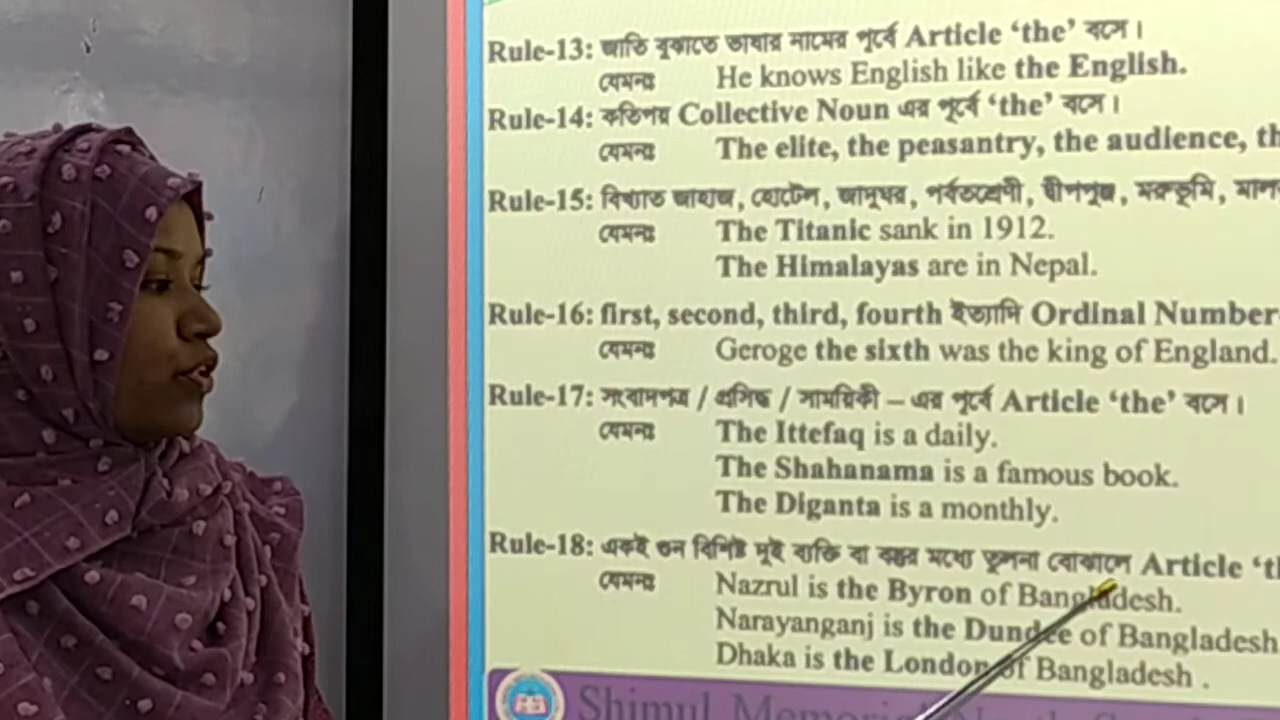 Rule-13: জাতি বুঝাতে ভাষার নামের পূর্বে Article ‘the’ বসে।
যেমনঃ He knows English like the English.
Rule-14: কতিপয় Collective Noun এর পূর্বে ‘the’ বসে।
যেমনঃ The elite, the peasantry, the audience, th
Rule-15: বিখ্যাত জাহাজ, হোটেল, জাদুঘর, পর্বতশ্রেণী, দ্বীপপুঞ্জ, মরুভূমি,
যেমনঃ The Titanic sank in 1912.
The Himalayas are in Nepal.
Rule-16: first, second, third, fourth ইত্যাদি Ordinal Number
যেমনঃ Geroge the sixth was the king of England.
Rule-17: সংবাদপত্র / প্রসিদ্ধ / সাময়িকী – এর পূর্বে Article ‘the’ বসে।
যেমনঃ The Ittefaq is a daily.
The Shahanama is a famous book.
The Diganta is a monthly.
Rule-18: একই গুন বিশিষ্ট দুই ব্যক্তি বা বস্তুর মধ্যে তুলনা বোঝালে Article ‘th
যেমনঃ Nazrul is the Byron of Bangladesh.
Narayanganj is the Dundee of Bangladesh
Dhaka is the London of Bangladesh .
Shimul Memorial North